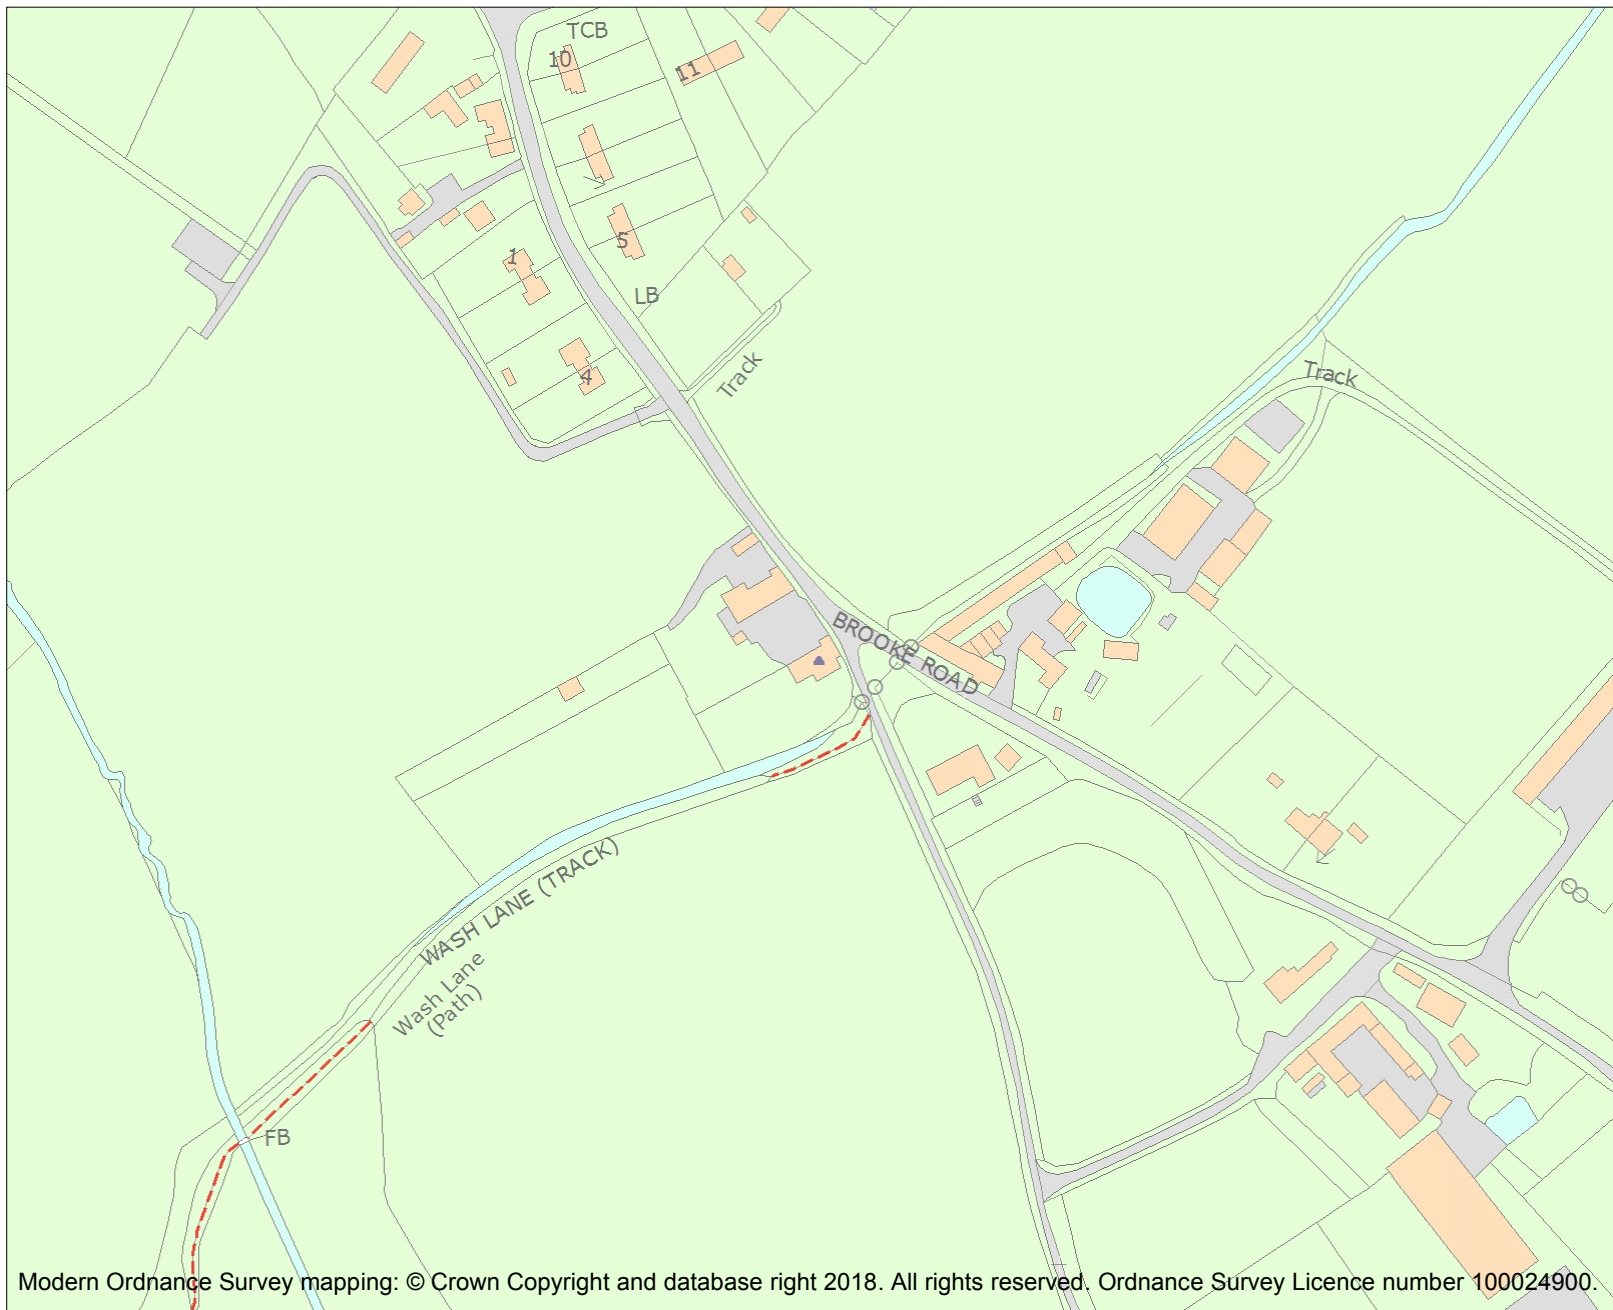 TCB
10
11
5
1
LB
4
Track
Track
BROOKE ROAD
WASH LANE (TRACK)
Wash Lane
(Path)
FB
Modern Ordnance Survey mapping: © Crown Copyright and database right 2018. All rights reserved. Ordnance Survey Licence number 100024900.